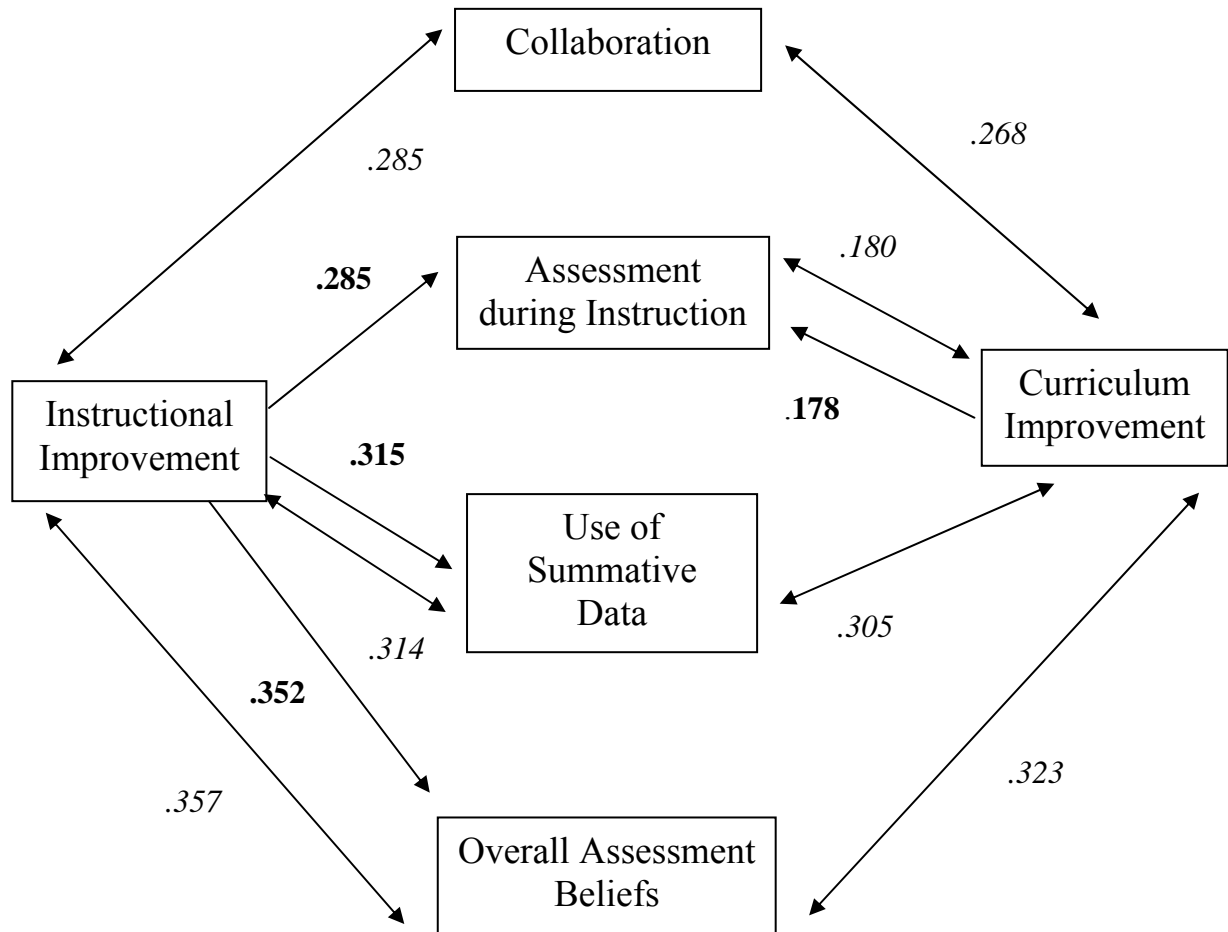 Collaboration
.285
.268
.180
.285
Assessment
during Instruction
Curriculum
Improvement
Instructional
Improvement
.178
.315
Use of
Summative
Data
.305
.314
.352
.357
.323
Overall Assessment
Beliefs